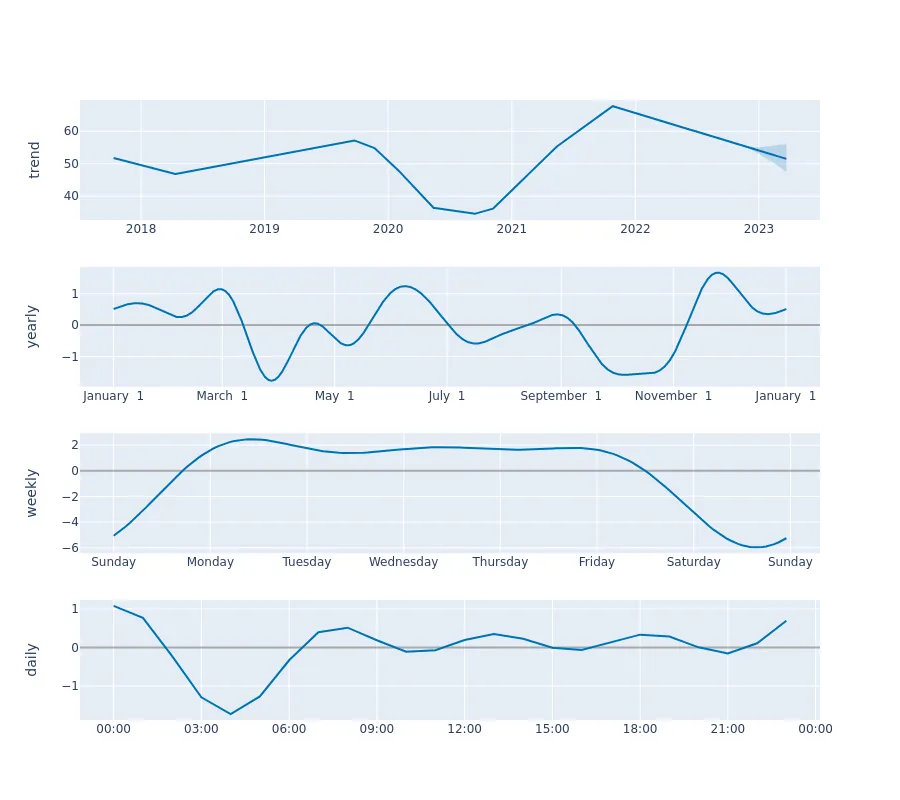 trend
60
50
40
2018 2019 2020 2021 2022 2023
yearly
1
0
−1
January 1 March 1 May 1 July 1 September 1 November 1 January 1
weekly
2
0
−2
−4
−6
Sunday Monday Tuesday Wednesday Thursday Friday Saturday Sunday
daily
1
0
−1
00:00 03:00 06:00 09:00 12:00 15:00 18:00 21:00 00:00